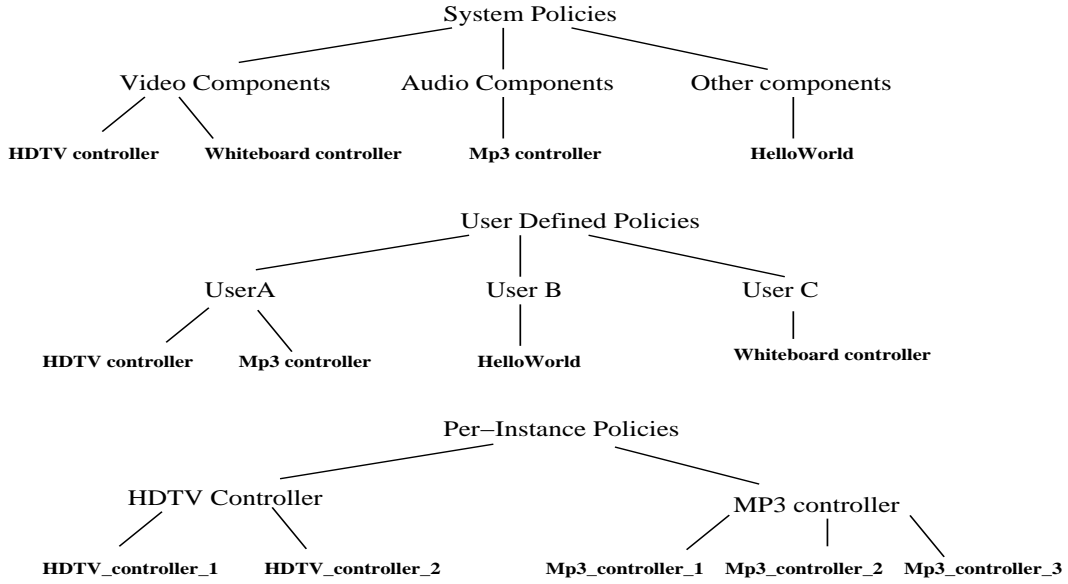 System Policies
Video Components
Audio Components
Other components
HDTV controller
Whiteboard controller
Mp3 controller
HelloWorld
User Defined Policies
UserA
User B
User C
HDTV controller
Mp3 controller
HelloWorld
Whiteboard controller
Per–Instance Policies
HDTV Controller
MP3 controller
HDTV_controller_1
HDTV_controller_2
Mp3_controller_1
Mp3_controller_2
Mp3_controller_3